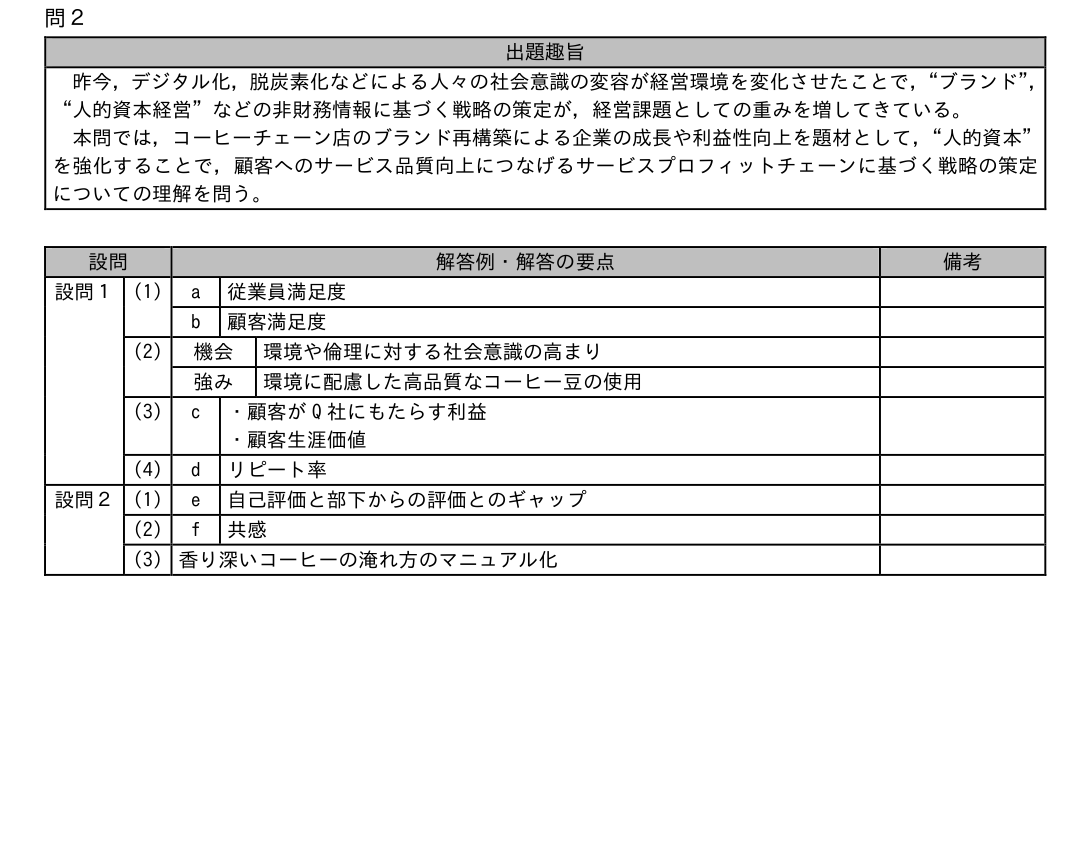 問２
出題趣旨
昨今，デジタル化，脱炭素化などによる人々の社会意識の変容が経営環境を変化させたことで，“ブランド”，
“人的資本経営”などの非財務情報に基づく戦略の策定が，経営課題としての重みを増してきている。
本問では，コーヒーチェーン店のブランド再構築による企業の成長や利益性向上を題材として，“人的資本”
を強化することで，顧客へのサービス品質向上につなげるサービスプロフィットチェーンに基づく戦略の策定
についての理解を問う。
設問 解答例・解答の要点 備考
設問１ (1) a 従業員満足度
b 顧客満足度
(2) 機会 環境や倫理に対する社会意識の高まり
強み 環境に配慮した高品質なコーヒー豆の使用
(3) c ・顧客がＱ社にもたらす利益
・顧客生涯価値
(4) d リピート率
設問２ (1) e 自己評価と部下からの評価とのギャップ
(2) f 共感
(3) 香り深いコーヒーの淹れ方のマニュアル化